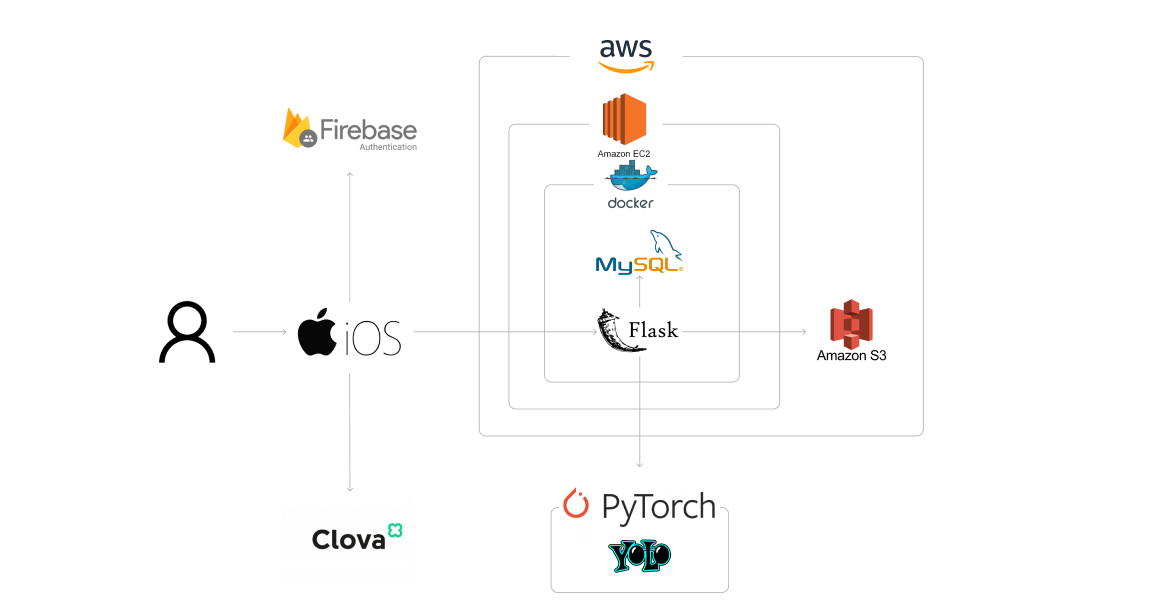 aws
Amazon EC2
docker
Firebase
Authentication
MySQL®
iOS
Flask
Amazon S3
PyTorch
Clova
YOLO